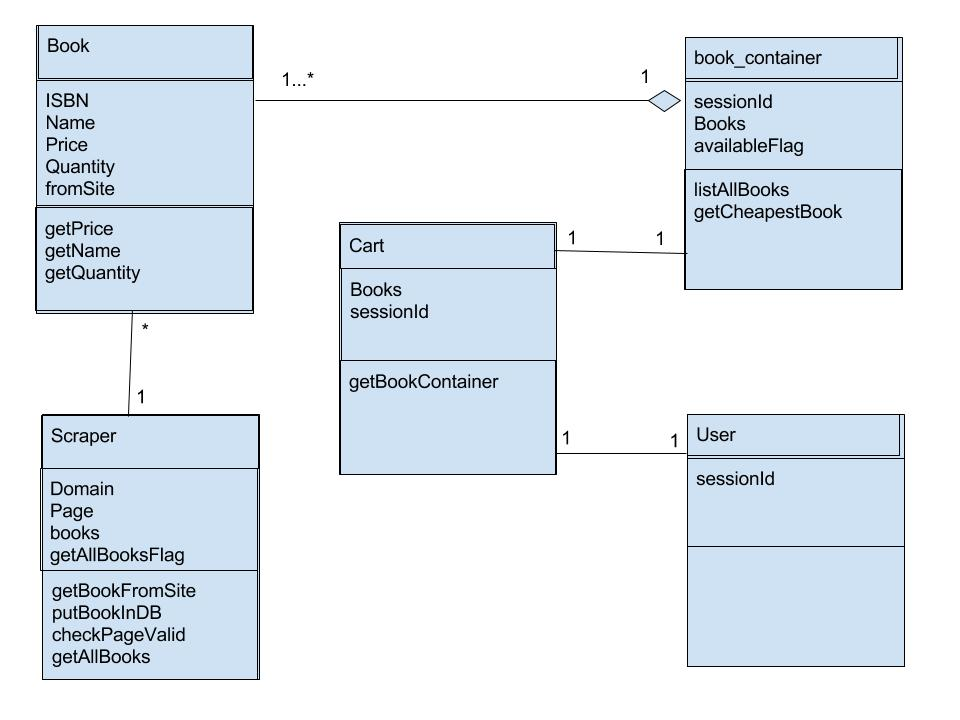 Book
ISBN
Name
Price
Quantity
fromSite
getPrice
getName
getQuantity
1...*
1
book_container
sessionId
Books
availableFlag
listAllBooks
getCheapestBook
Cart
Books
sessionId
getBookContainer
1
1
*
1
Scraper
Domain
Page
books
getAllBooksFlag
getBookFromSite
putBookInDB
checkPageValid
getAllBooks
1
1
User
sessionId